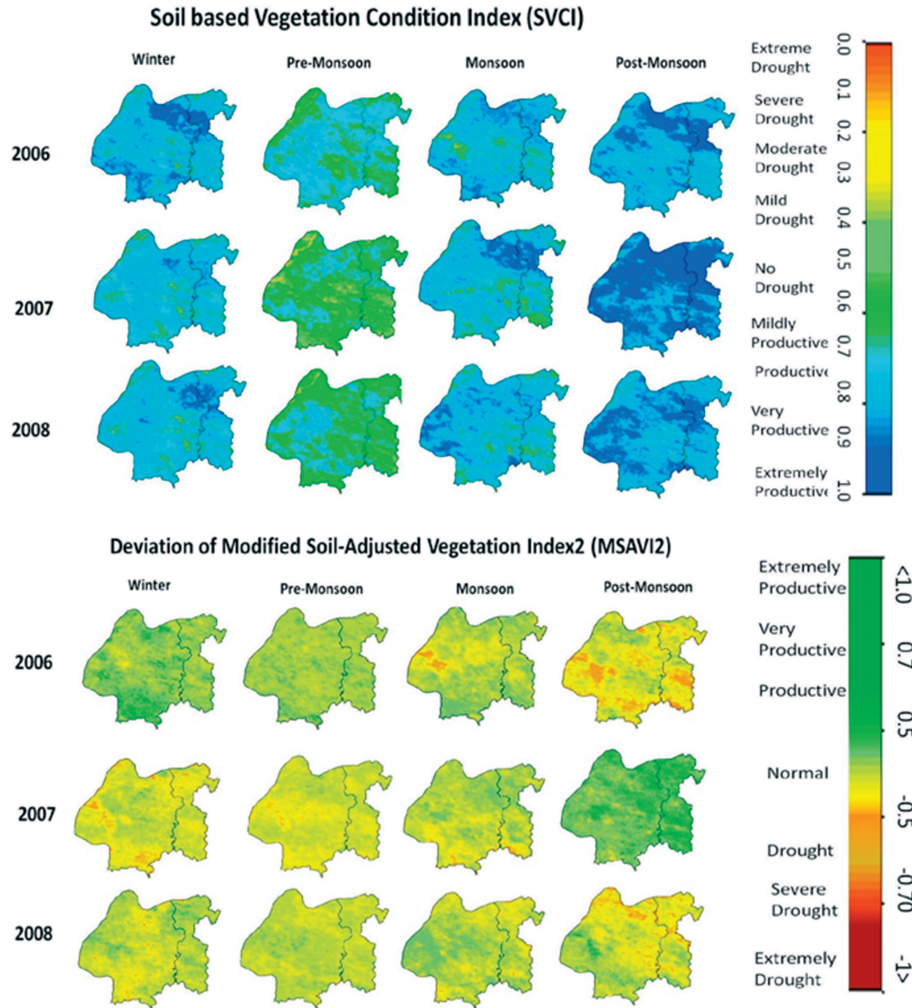 Soil based Vegetation Condition Index (SVCI)
Winter
Pre-Monsoon
Monsoon
Post-Monsoon
2006
2007
2008
Extreme
Drought
Severe
Drought
Moderate
Drought
Mild
Drought
No
Drought
Mildly
Productive
Productive
Very
Productive
Extremely
Productive
0.0
0.1
0.2
0.3
0.4
0.5
0.6
0.7
0.8
0.9
1.0
Deviation of Modified Soil-Adjusted Vegetation Index2 (MSAVI2)
Winter
Pre-Monsoon
Monsoon
Post-Monsoon
2006
2007
2008
Extremely
Productive
Very
Productive
Productive
Normal
Drought
Severe
Drought
Extremely
Drought
<1.0
0.7
0.5
-0.5
-0.70
-1>